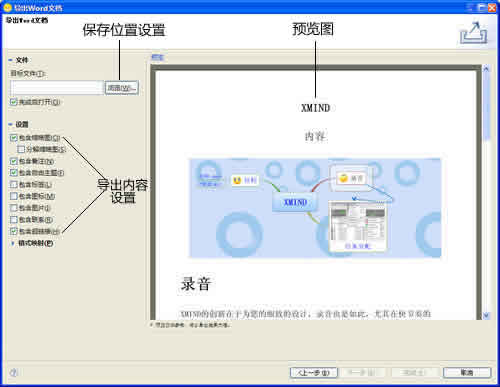 导出Word文档
导出Word文档
保存位置设置
预览图
文件
预览
目标文件(T):
浏览(W)...
完成后打开(O)
XMIND
内容
设置
包含缩略图(O)
分解缩略图(S)
包含备注(N)
包含自由主题(F)
包含标签(L)
包含图标(M)
包含图片(I)
包含联系(R)
包含超链接(H)
样式映射(P)
导出内容
设置
XMIND
录音
录音
XMIND的创新在于为您的细致的设计，录音也是如此，尤其在快节奏的
<上一步(B)
下一步(N)>
完成(F)
取消